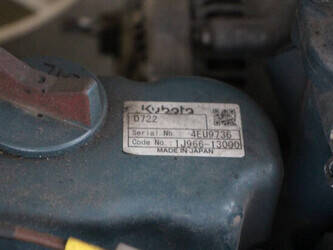 Kubota
D722
Serial No. 4EU9736
Code No. : 1J966-13000
MADE IN JAPAN